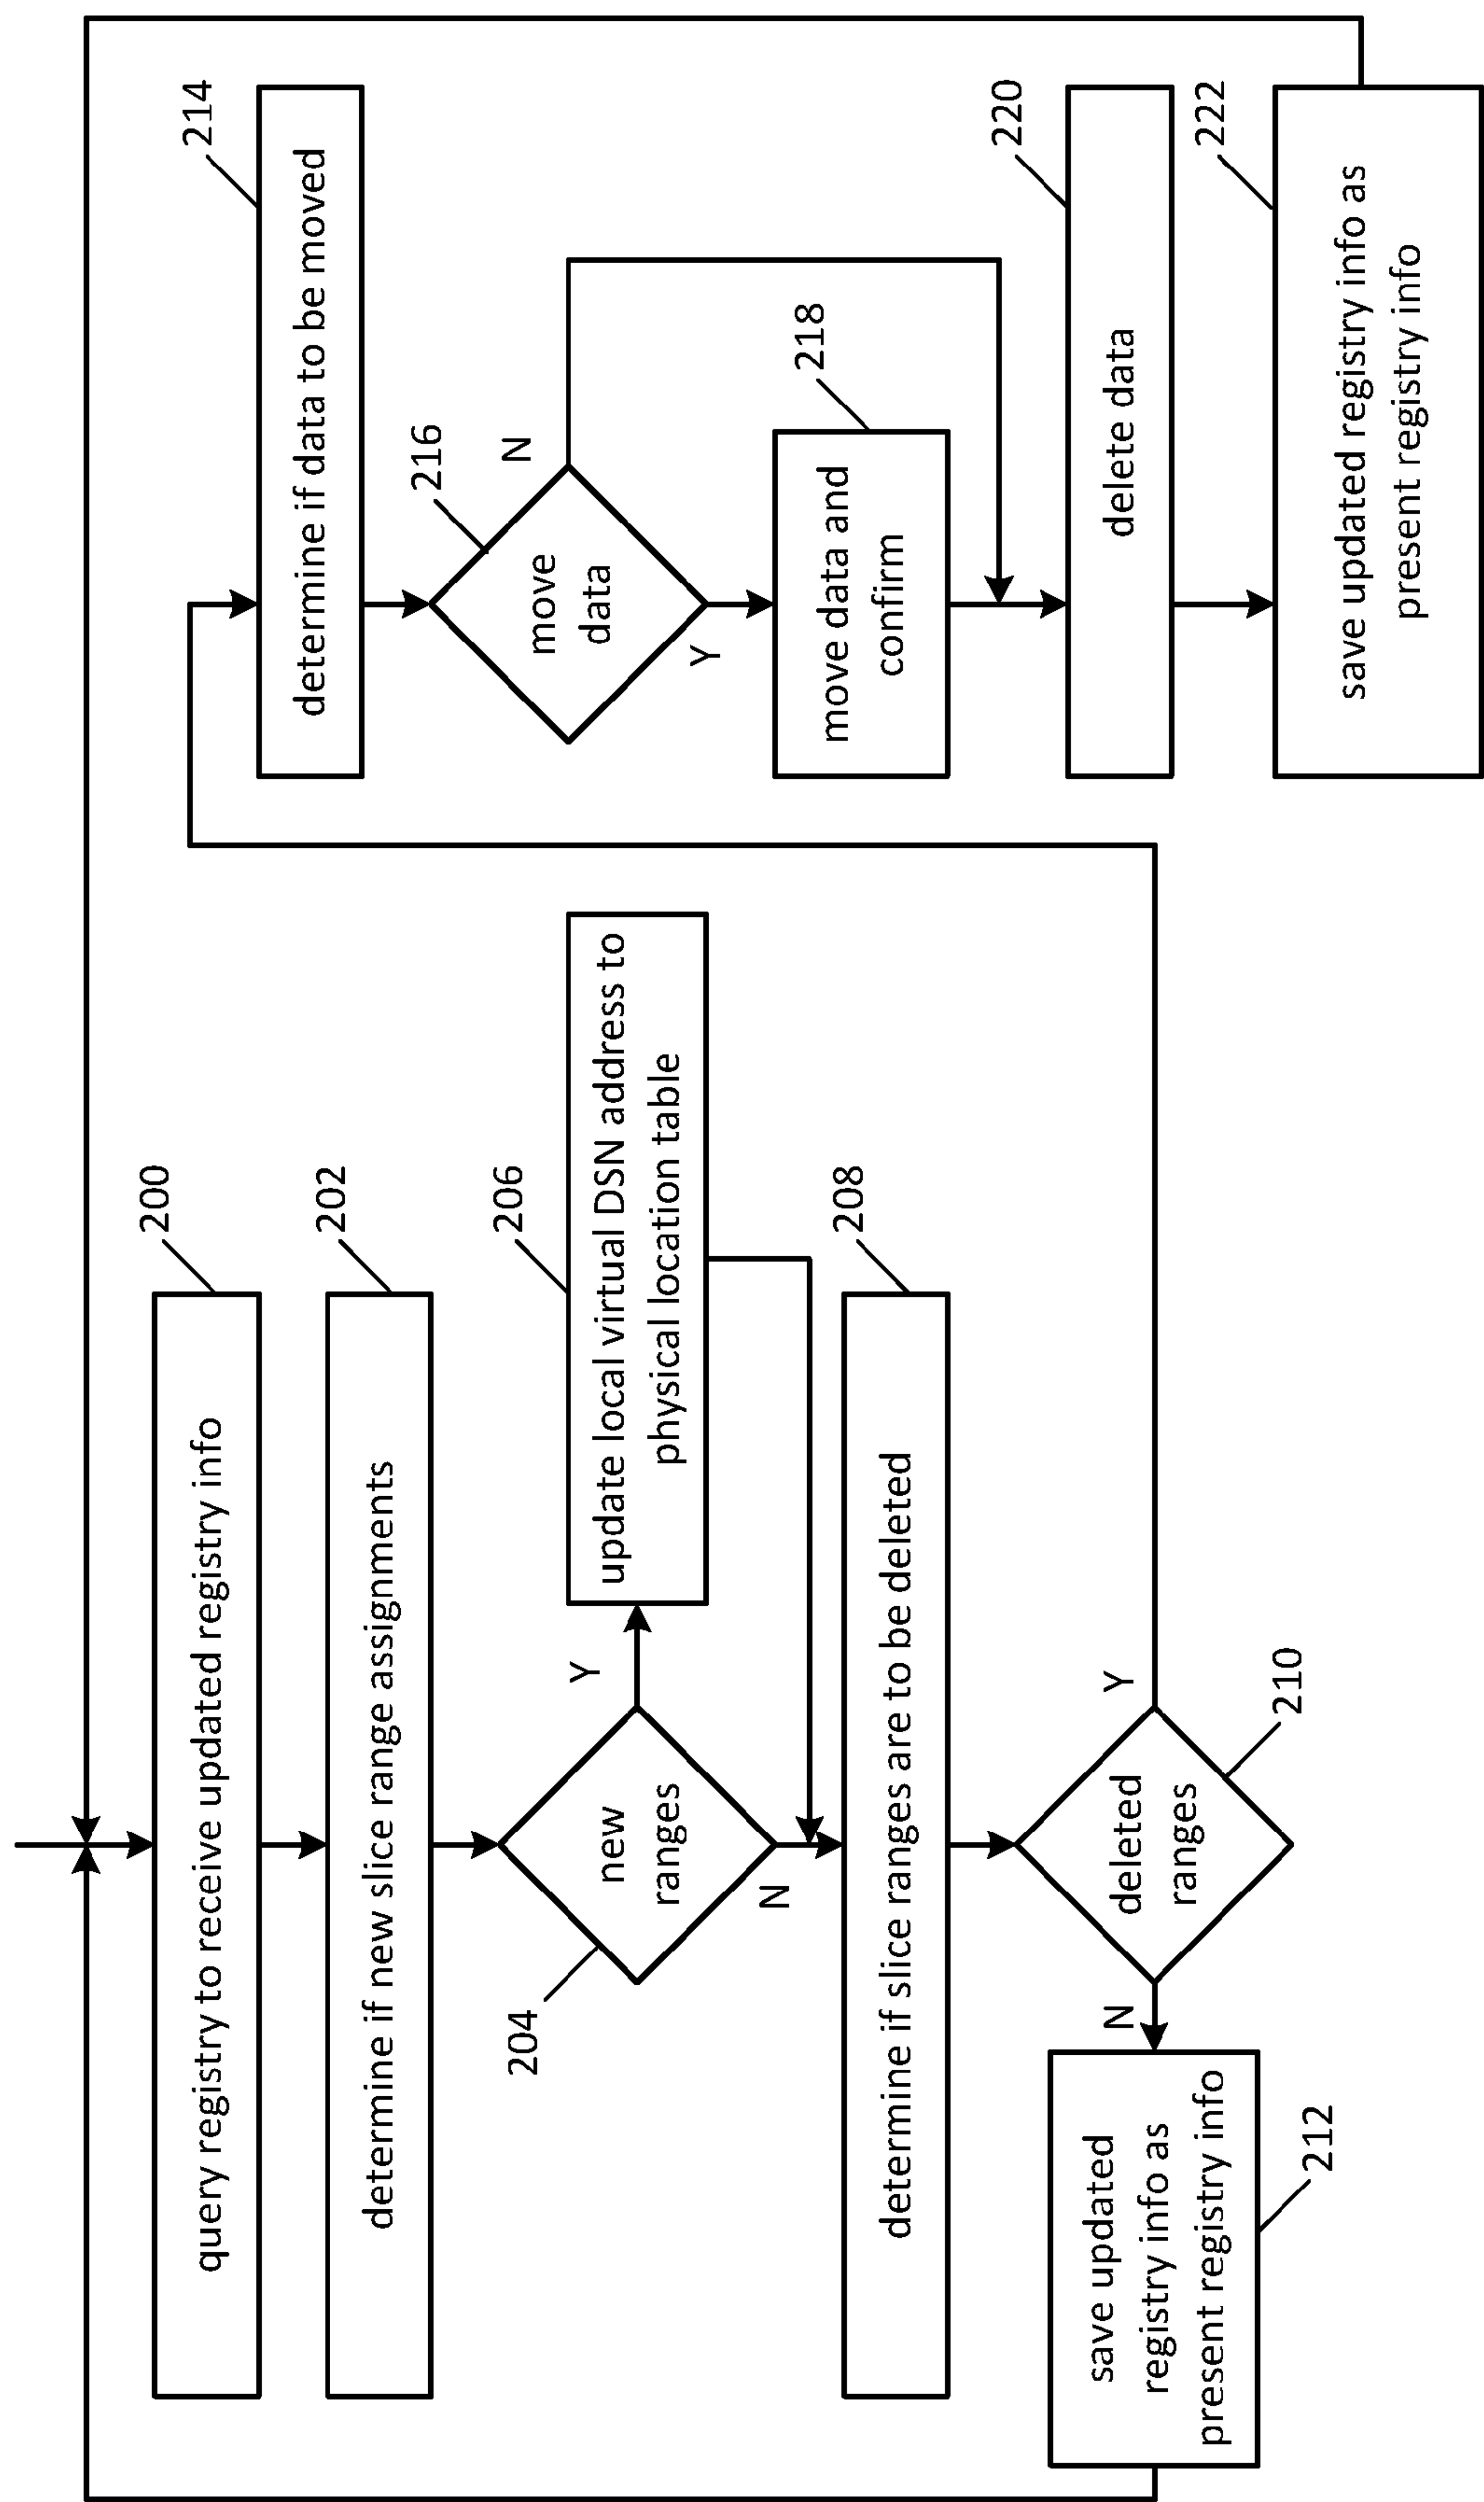 200
query registry to receive updated registry info
202
determine if new slice range assignments
204
new
ranges
Y
N
206
update local virtual DSN address to
physical location table
208
determine if slice ranges are to be deleted
210
deleted
ranges
Y
N
save updated
registry info as
present registry info
212
214
determine if data to be moved
216
move
data
N
Y
218
move data and
confirm
220
delete data
222
save updated registry info as
present registry info